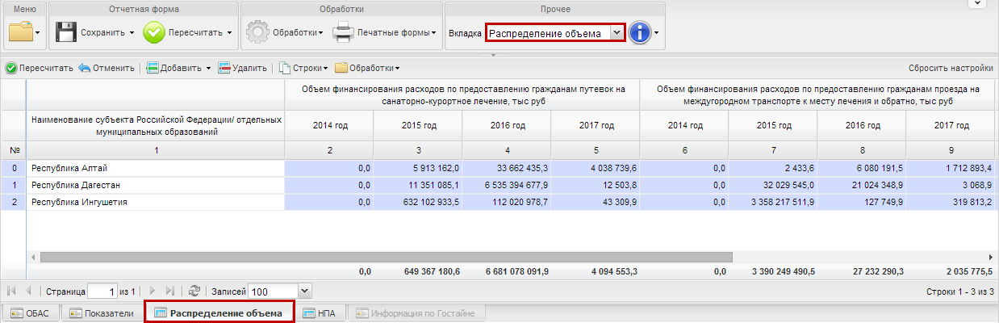 Меню
Отчетная форма
Обработки
Прочее
Сохранить
Пересчитать
Обработки
Печатные формы
Вкладка Распределение объема
Пересчитать Отменить Добавить Удалить Строки Обработки Сбросить настройки
Объем финансирования расходов по предоставлению гражданам путевок на
санаторно-курортное лечение, тыс руб
Объем финансирования расходов по предоставлению гражданам проезда на
междугородном транспорте к месту лечения и обратно, тыс руб
Наименование субъекта Российской Федерации/ отдельных
муниципальных образований
2014 год 2015 год 2016 год 2017 год 2014 год 2015 год 2016 год 2017 год
№ 1 2 3 4 5 6 7 8 9
0 Республика Алтай 0,0 5 913 162,0 33 662 435,3 4 038 739,6 0,0 2 433,6 6 080 191,5 1 712 893,4
1 Республика Дагестан 0,0 11 351 085,1 6 535 394 677,9 12 503,8 0,0 32 029 545,0 21 024 348,9 3 068,9
2 Республика Ингушетия 0,0 632 102 933,5 112 020 978,7 43 309,9 0,0 3 358 217 511,9 127 749,9 319 813,2
0,0 649 367 180,6 6 681 078 091,9 4 094 553,3 0,0 3 390 249 490,5 27 232 290,3 2 035 775,5
Страница 1 из 1 Записей 100 Строки 1 - 3 из 3
ОБАС Показатели Распределение объема НПА Информация по Гостайне